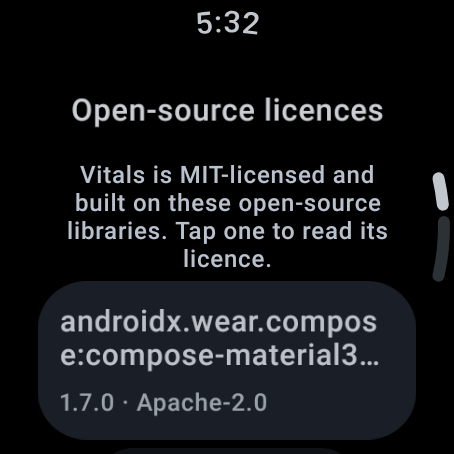 5:32
Open-source licences
Vitals is MIT-licensed and
built on these open-source
libraries. Tap one to read its
licence.
androidx.wear.compos
e:compose-material3…
1.7.0 · Apache-2.0